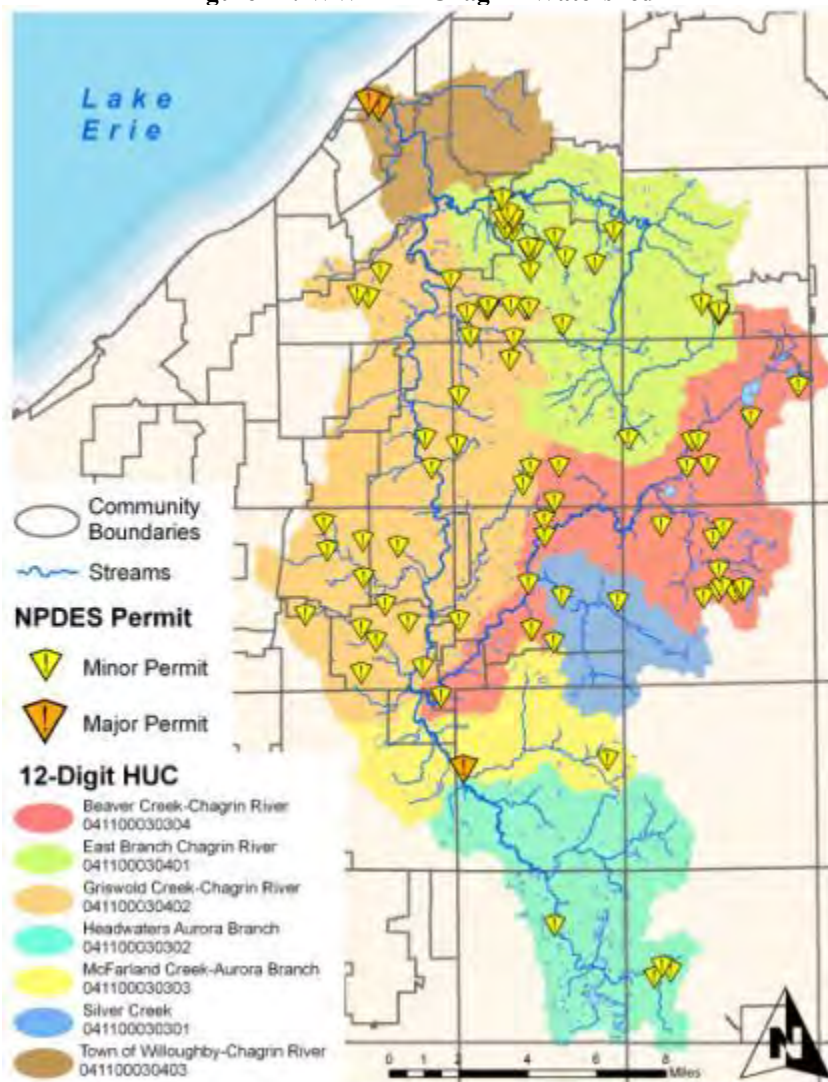 Lake
Erie
Community
Boundaries
Streams
NPDES Permit
Minor Permit
Major Permit
12-Digit HUC
Beaver Creek-Chagrin River
041100030304
East Branch Chagrin River
041100030401
Griswold Creek-Chagrin River
041100030402
Headwaters Aurora Branch
041100030302
McFarland Creek-Aurora Branch
041100030303
Silver Creek
041100030301
Town of Willoughby-Chagrin River
041100030403
0 1 2 4 6 8
Miles
N